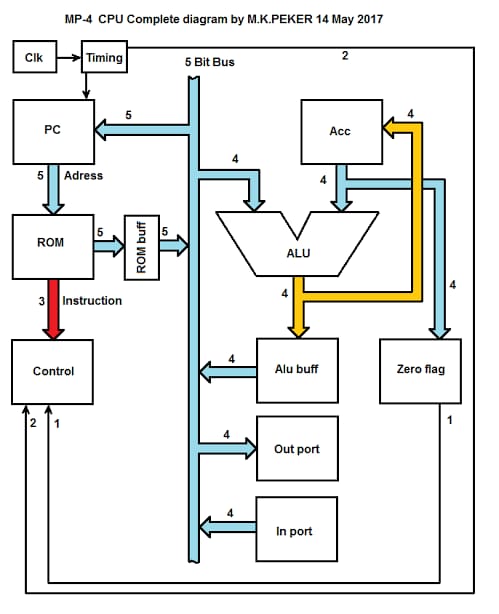 MP-4 CPU Complete diagram by M.K.PEKER 14 May 2017
Clk
Timing
2
5 Bit Bus
PC
5
4
Acc
4
5
Adress
4
ROM
5
ROM buff
5
ALU
3
Instruction
4
4
Control
4
Alu buff
Zero flag
2
1
4
Out port
1
4
In port